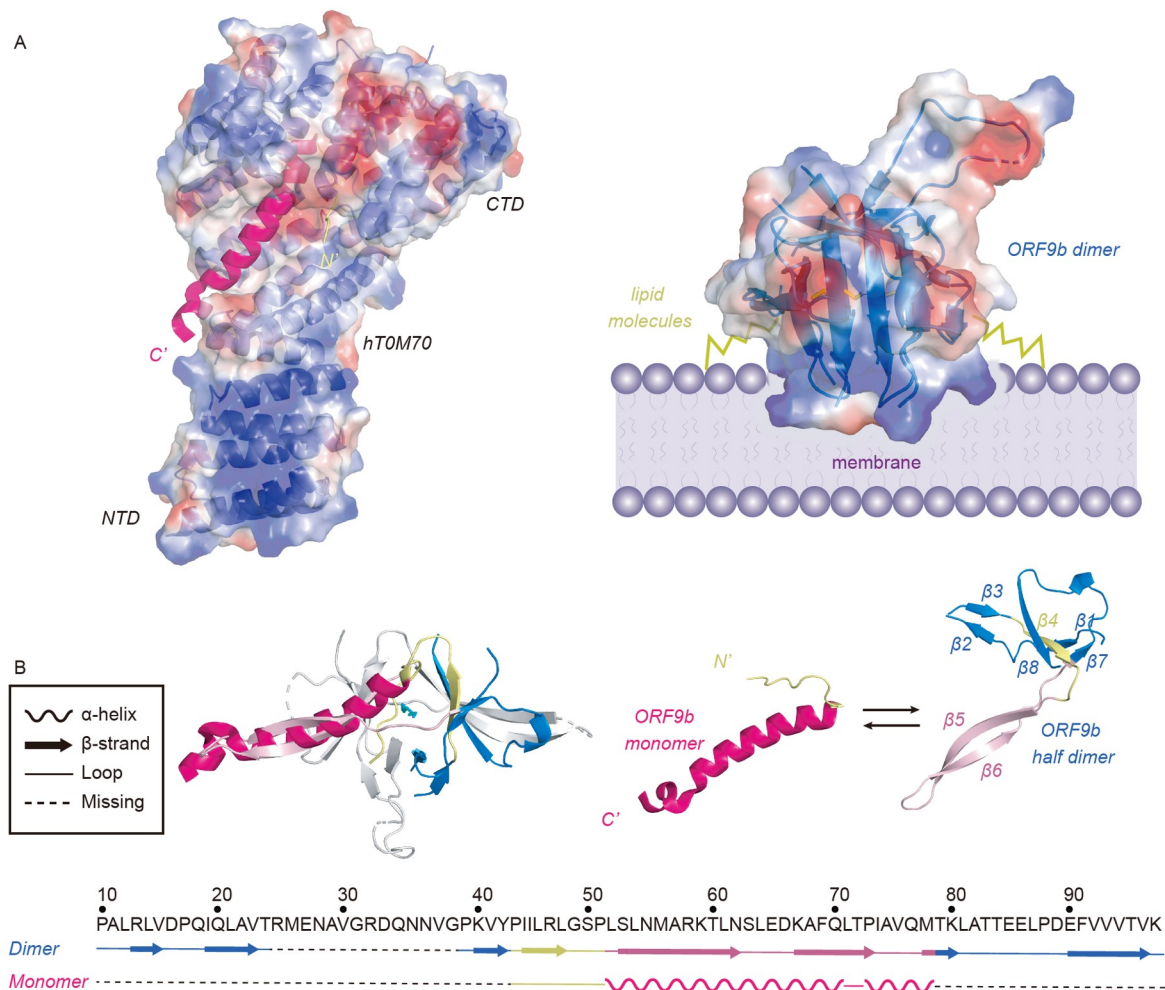 A
CTD
N'
C'
hT0M70
NTD
ORF9b dimer
lipid
molecules
membrane
B
α-helix
β-strand
Loop
Missing
N'
ORF9b
monomer
C'
β3
β4
β1
β2
β8
β7
β5
β6
ORF9b
half dimer
10 20 30 40 50 60 70 80 90
PALRLVDPQIQLAVTRMENAVGRDQNNVGPKVYPIILRLGSPLSLNMARKTLNSLEDKAFQLTPIAVQMTKLATTEELPDEFVVVTVK
Dimer
Monomer